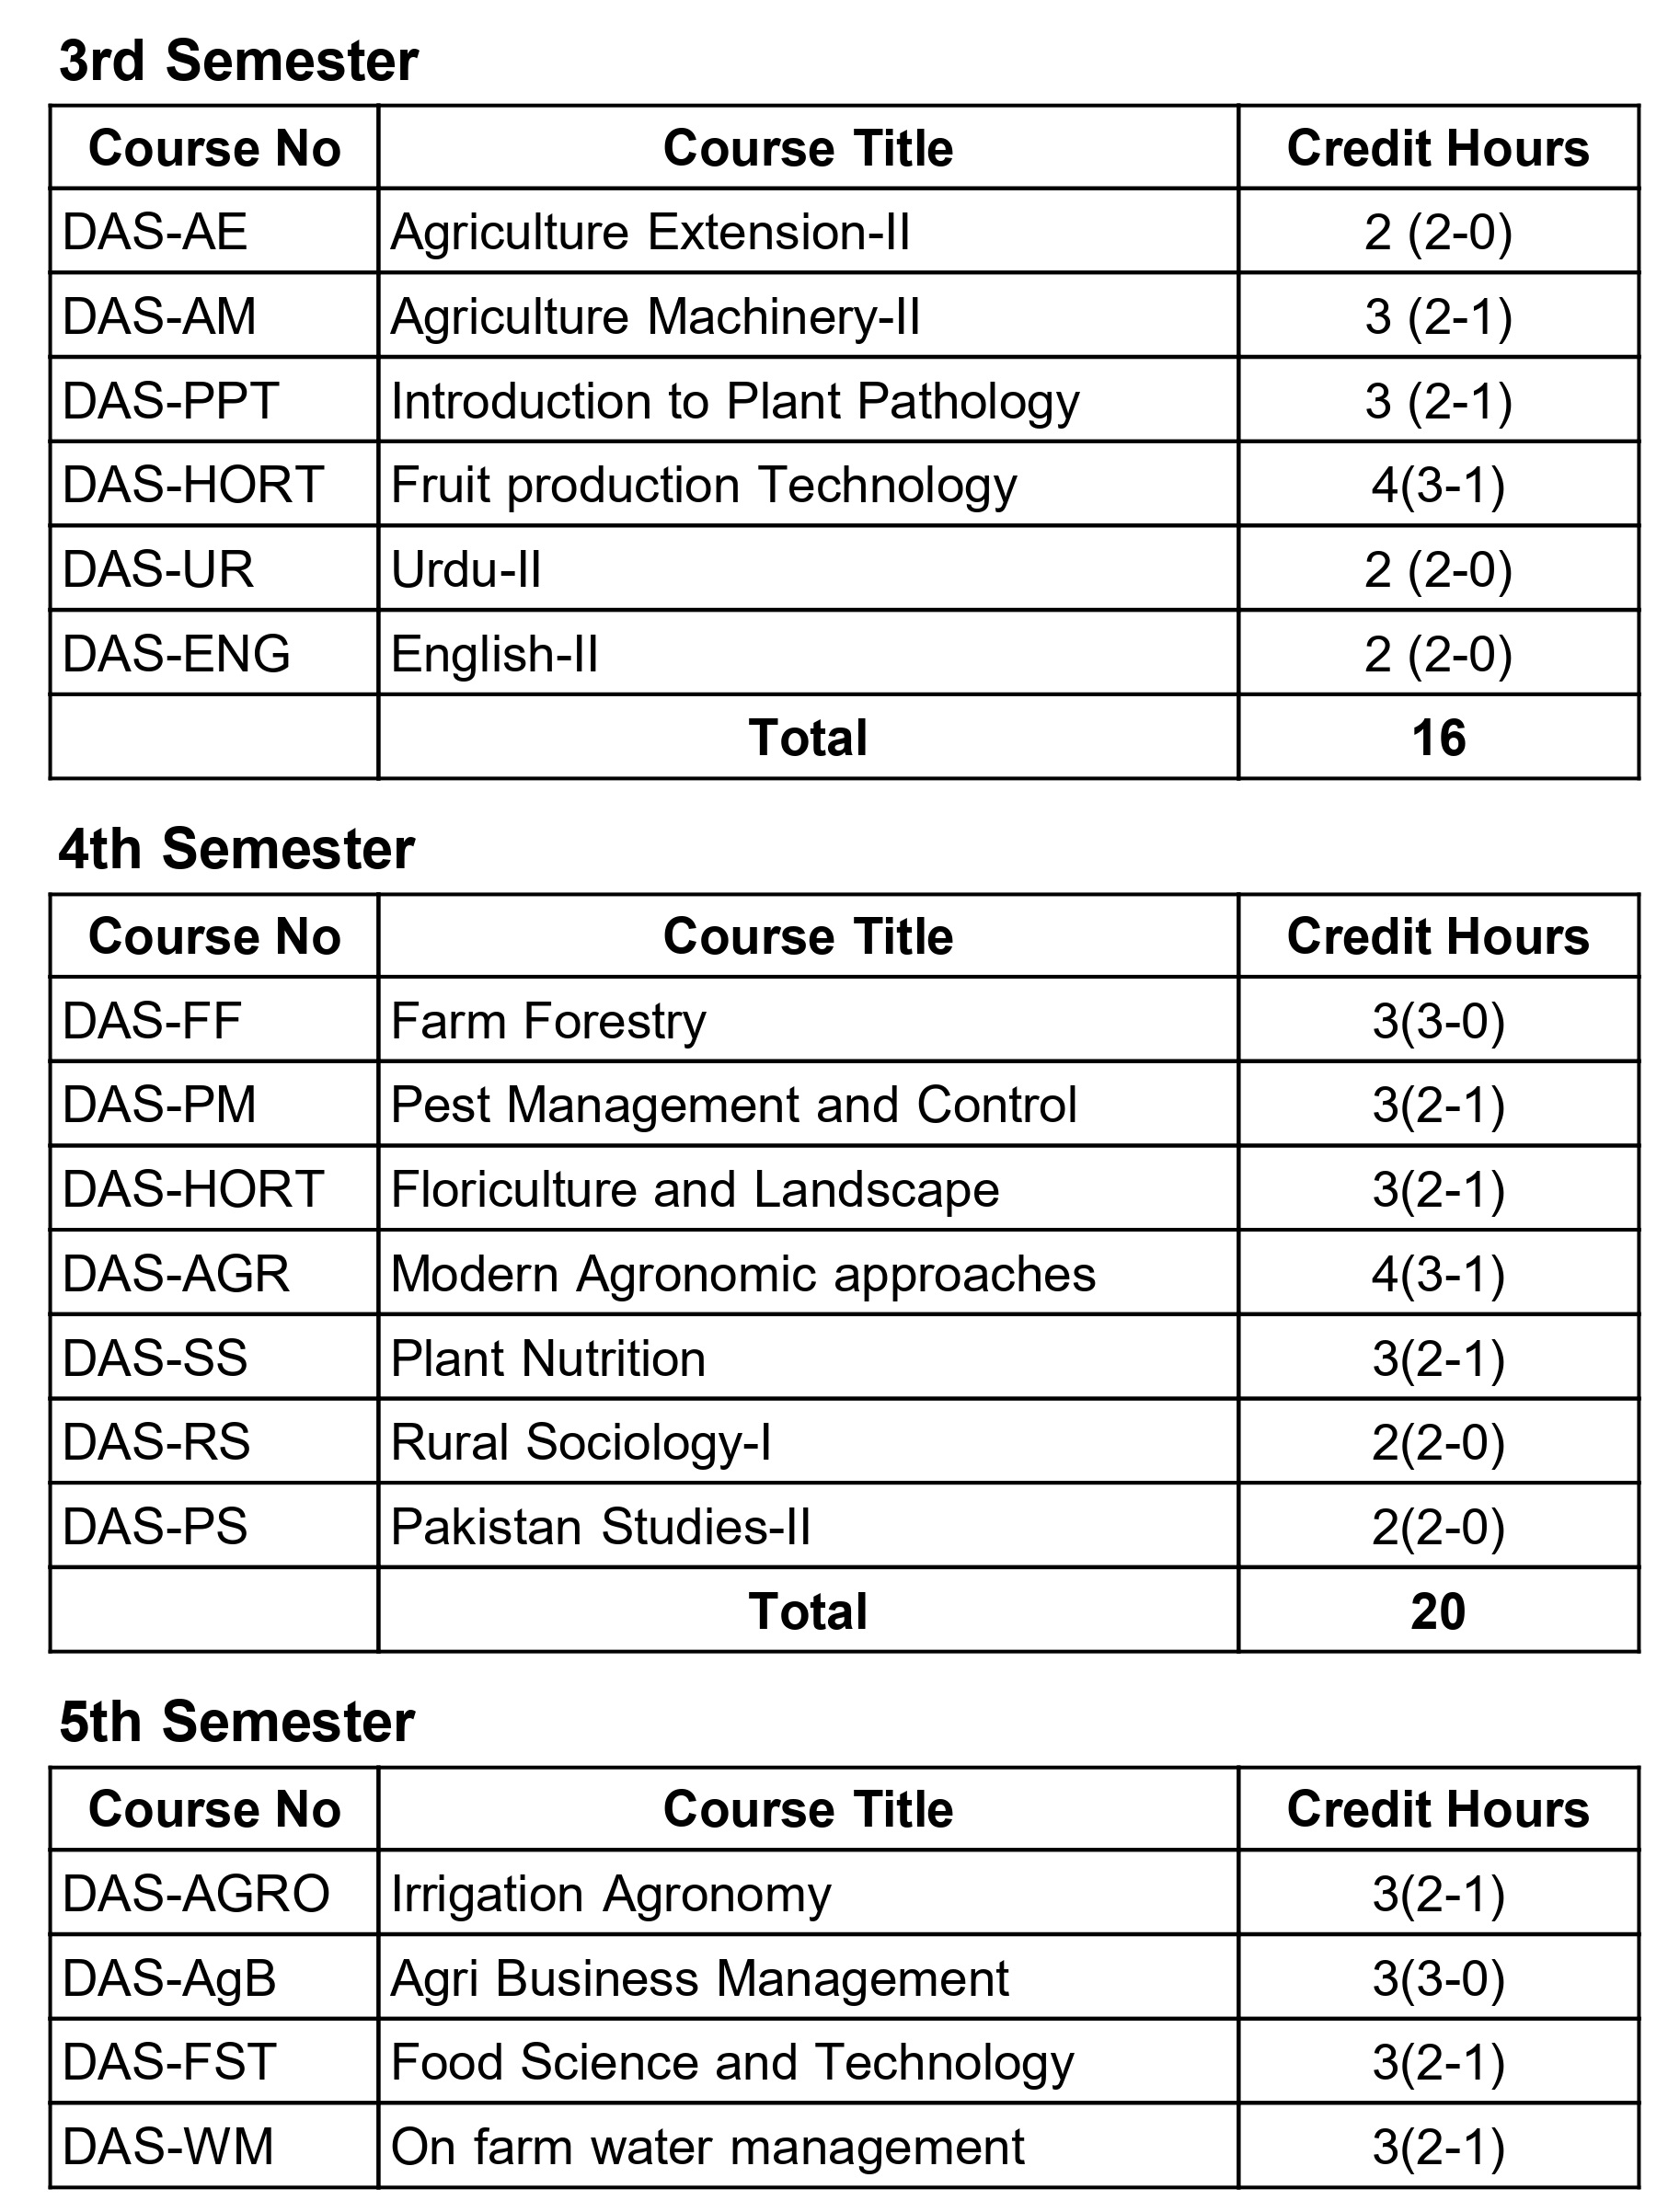 3rd Semester
Course No Course Title Credit Hours
DAS-AE Agriculture Extension-II 2 (2-0)
DAS-AM Agriculture Machinery-II 3 (2-1)
DAS-PPT Introduction to Plant Pathology 3 (2-1)
DAS-HORT Fruit production Technology 4(3-1)
DAS-UR Urdu-II 2 (2-0)
DAS-ENG English-II 2 (2-0)
Total 16
4th Semester
Course No Course Title Credit Hours
DAS-FF Farm Forestry 3(3-0)
DAS-PM Pest Management and Control 3(2-1)
DAS-HORT Floriculture and Landscape 3(2-1)
DAS-AGR Modern Agronomic approaches 4(3-1)
DAS-SS Plant Nutrition 3(2-1)
DAS-RS Rural Sociology-I 2(2-0)
DAS-PS Pakistan Studies-II 2(2-0)
Total 20
5th Semester
Course No Course Title Credit Hours
DAS-AGRO Irrigation Agronomy 3(2-1)
DAS-AgB Agri Business Management 3(3-0)
DAS-FST Food Science and Technology 3(2-1)
DAS-WM On farm water management 3(2-1)